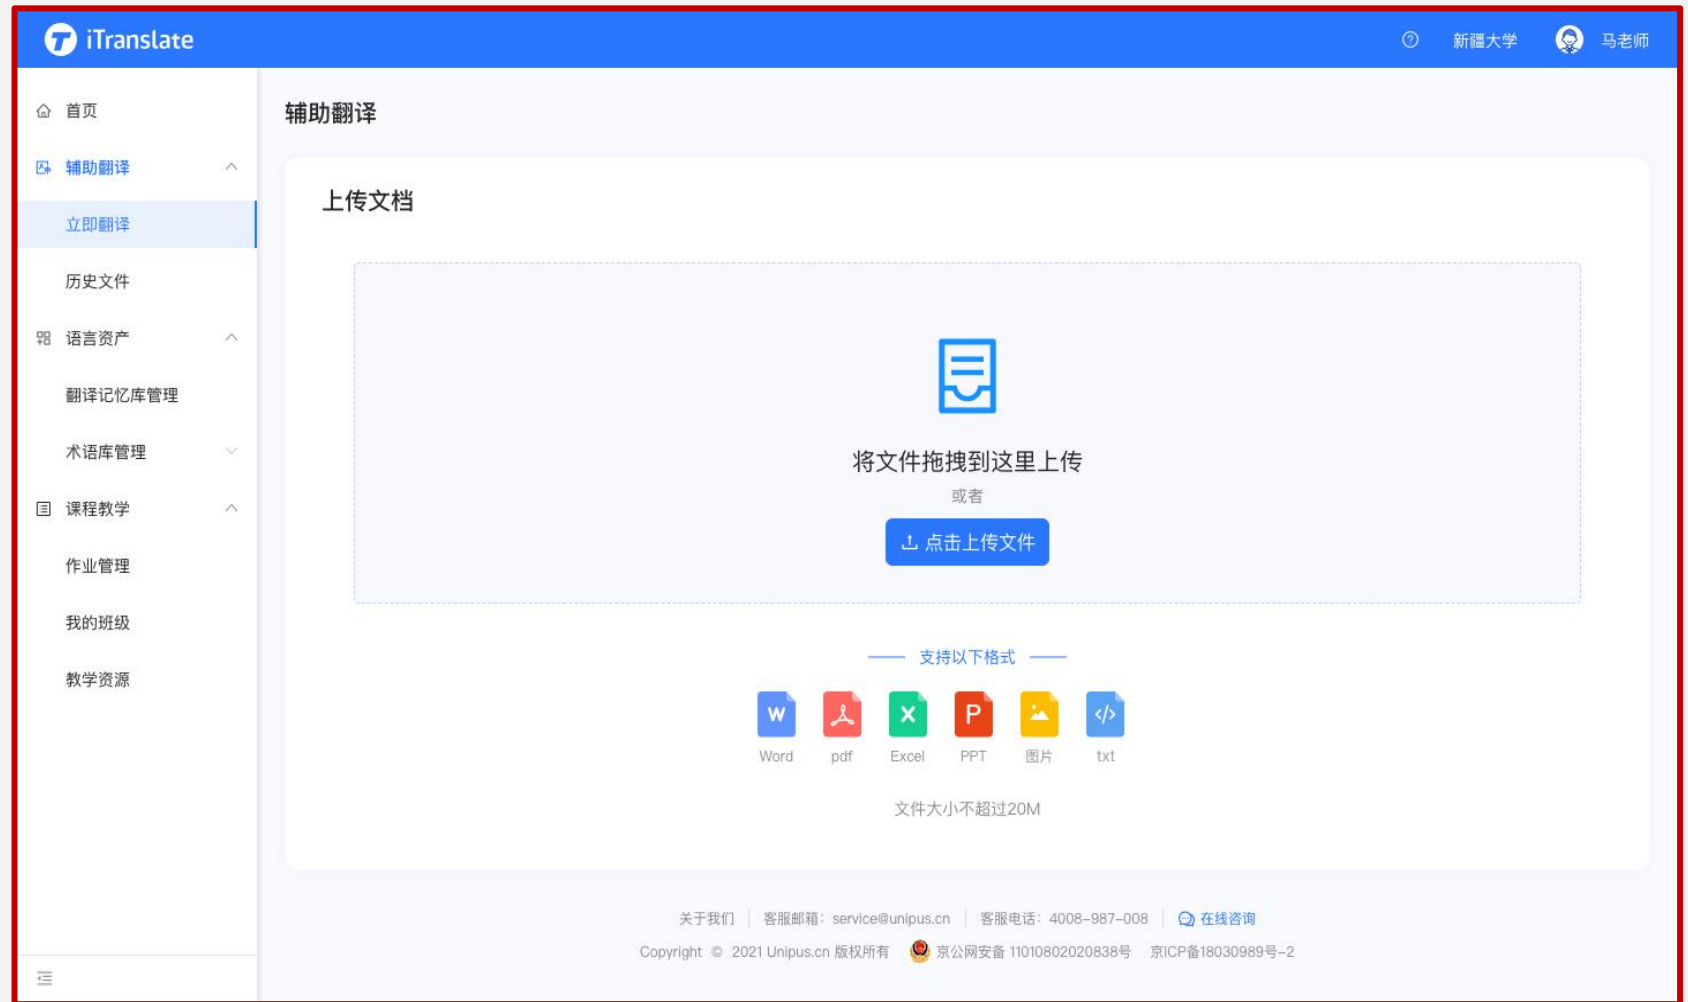 iTranslate
新疆大学 马老师
首页
辅助翻译
立即翻译
历史文件
语言资产
翻译记忆库管理
术语库管理
课程教学
作业管理
我的班级
教学资源
辅助翻译
上传文档
将文件拖拽到这里上传
或者
点击上传文件
支持以下格式
Word pdf Excel PPT 图片 txt
文件大小不超过20M
关于我们 客服邮箱：service@unipus.cn 客服电话：4008-987-008 在线咨询
Copyright © 2021 Unipus.cn 版权所有 京公网安备 11010802020838号 京ICP备18030989号-2